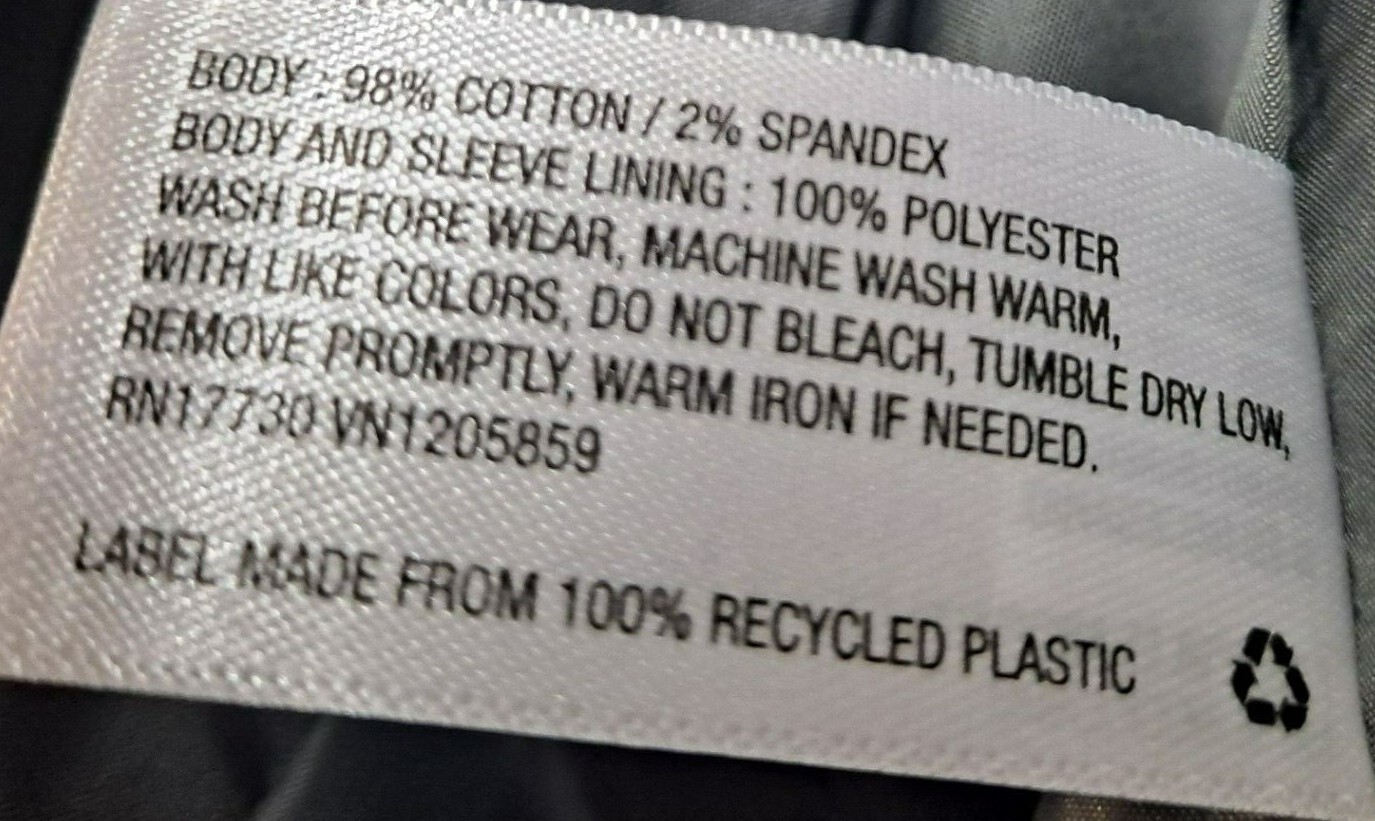 BODY : 98% COTTON / 2% SPANDEX
BODY AND SLEEVE LINING : 100% POLYESTER
WASH BEFORE WEAR, MACHINE WASH WARM,
WITH LIKE COLORS, DO NOT BLEACH, TUMBLE DRY LOW,
REMOVE PROMPTLY, WARM IRON IF NEEDED.
RN17730 VN1205859
LABEL MADE FROM 100% RECYCLED PLASTIC